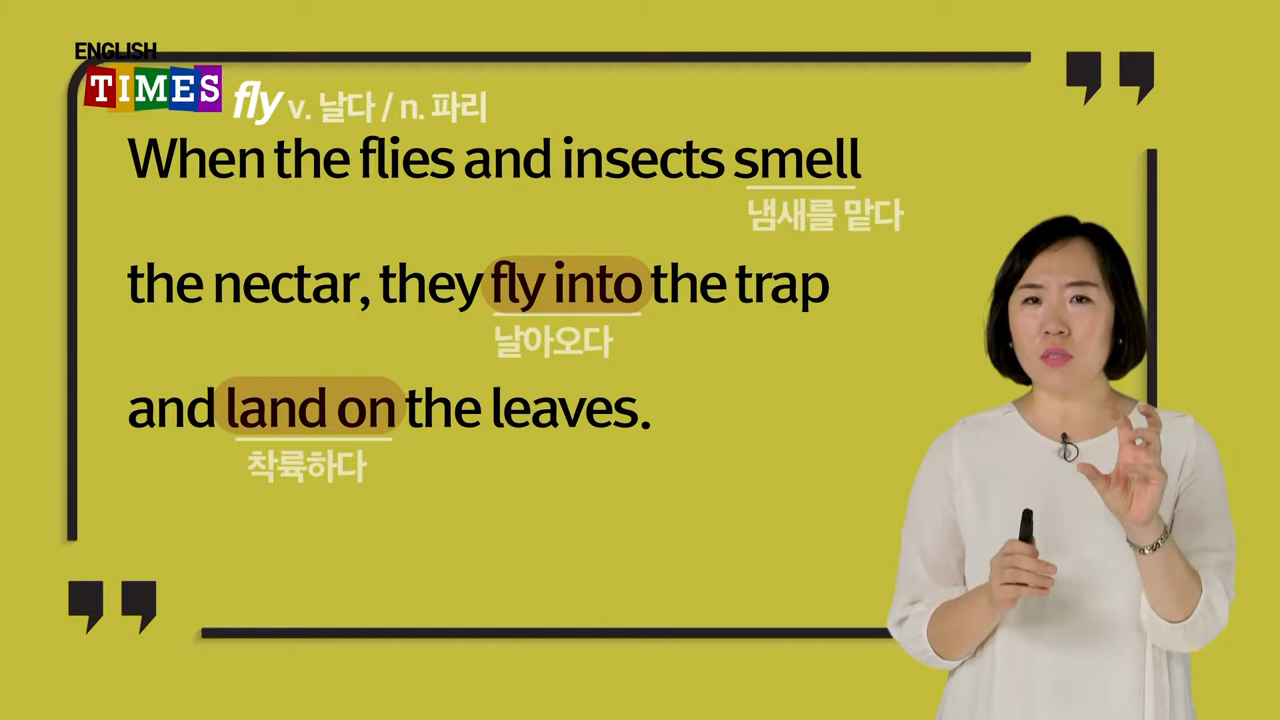 ENGLISH
TIMES
fly v. 날다 / n. 파리
When the flies and insects smell
냄새를 맡다
the nectar, they fly into the trap
날아오다
and land on the leaves.
착륙하다